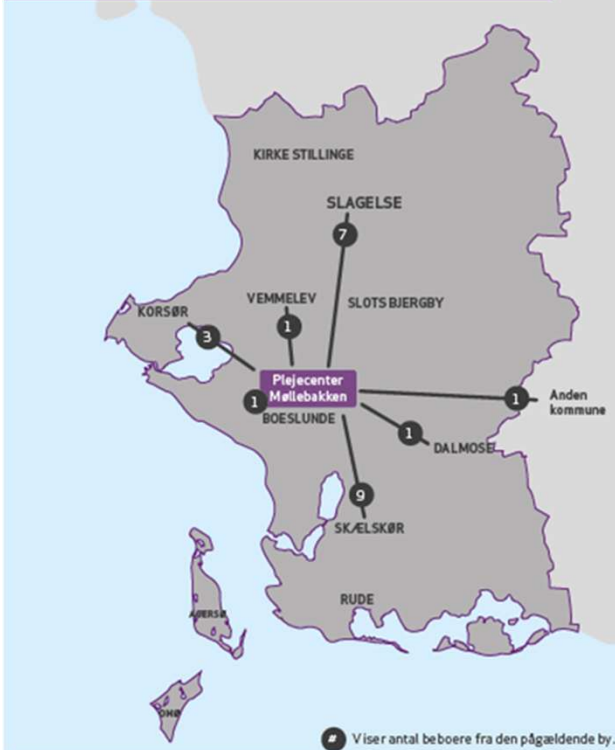 KIRKE STILLINGE
SLAGELSE
7
VEMMELEV
SLOTS BJERGBY
KORSØR
1
3
Plejecenter
Møllebakken
1
1
Anden
kommune
BOESLUNDE
1
DALMOSE
9
SKÆLSKØR
RUDE
AGERSØ
OMØ
# Viser antal beboere fra den pågældende by.